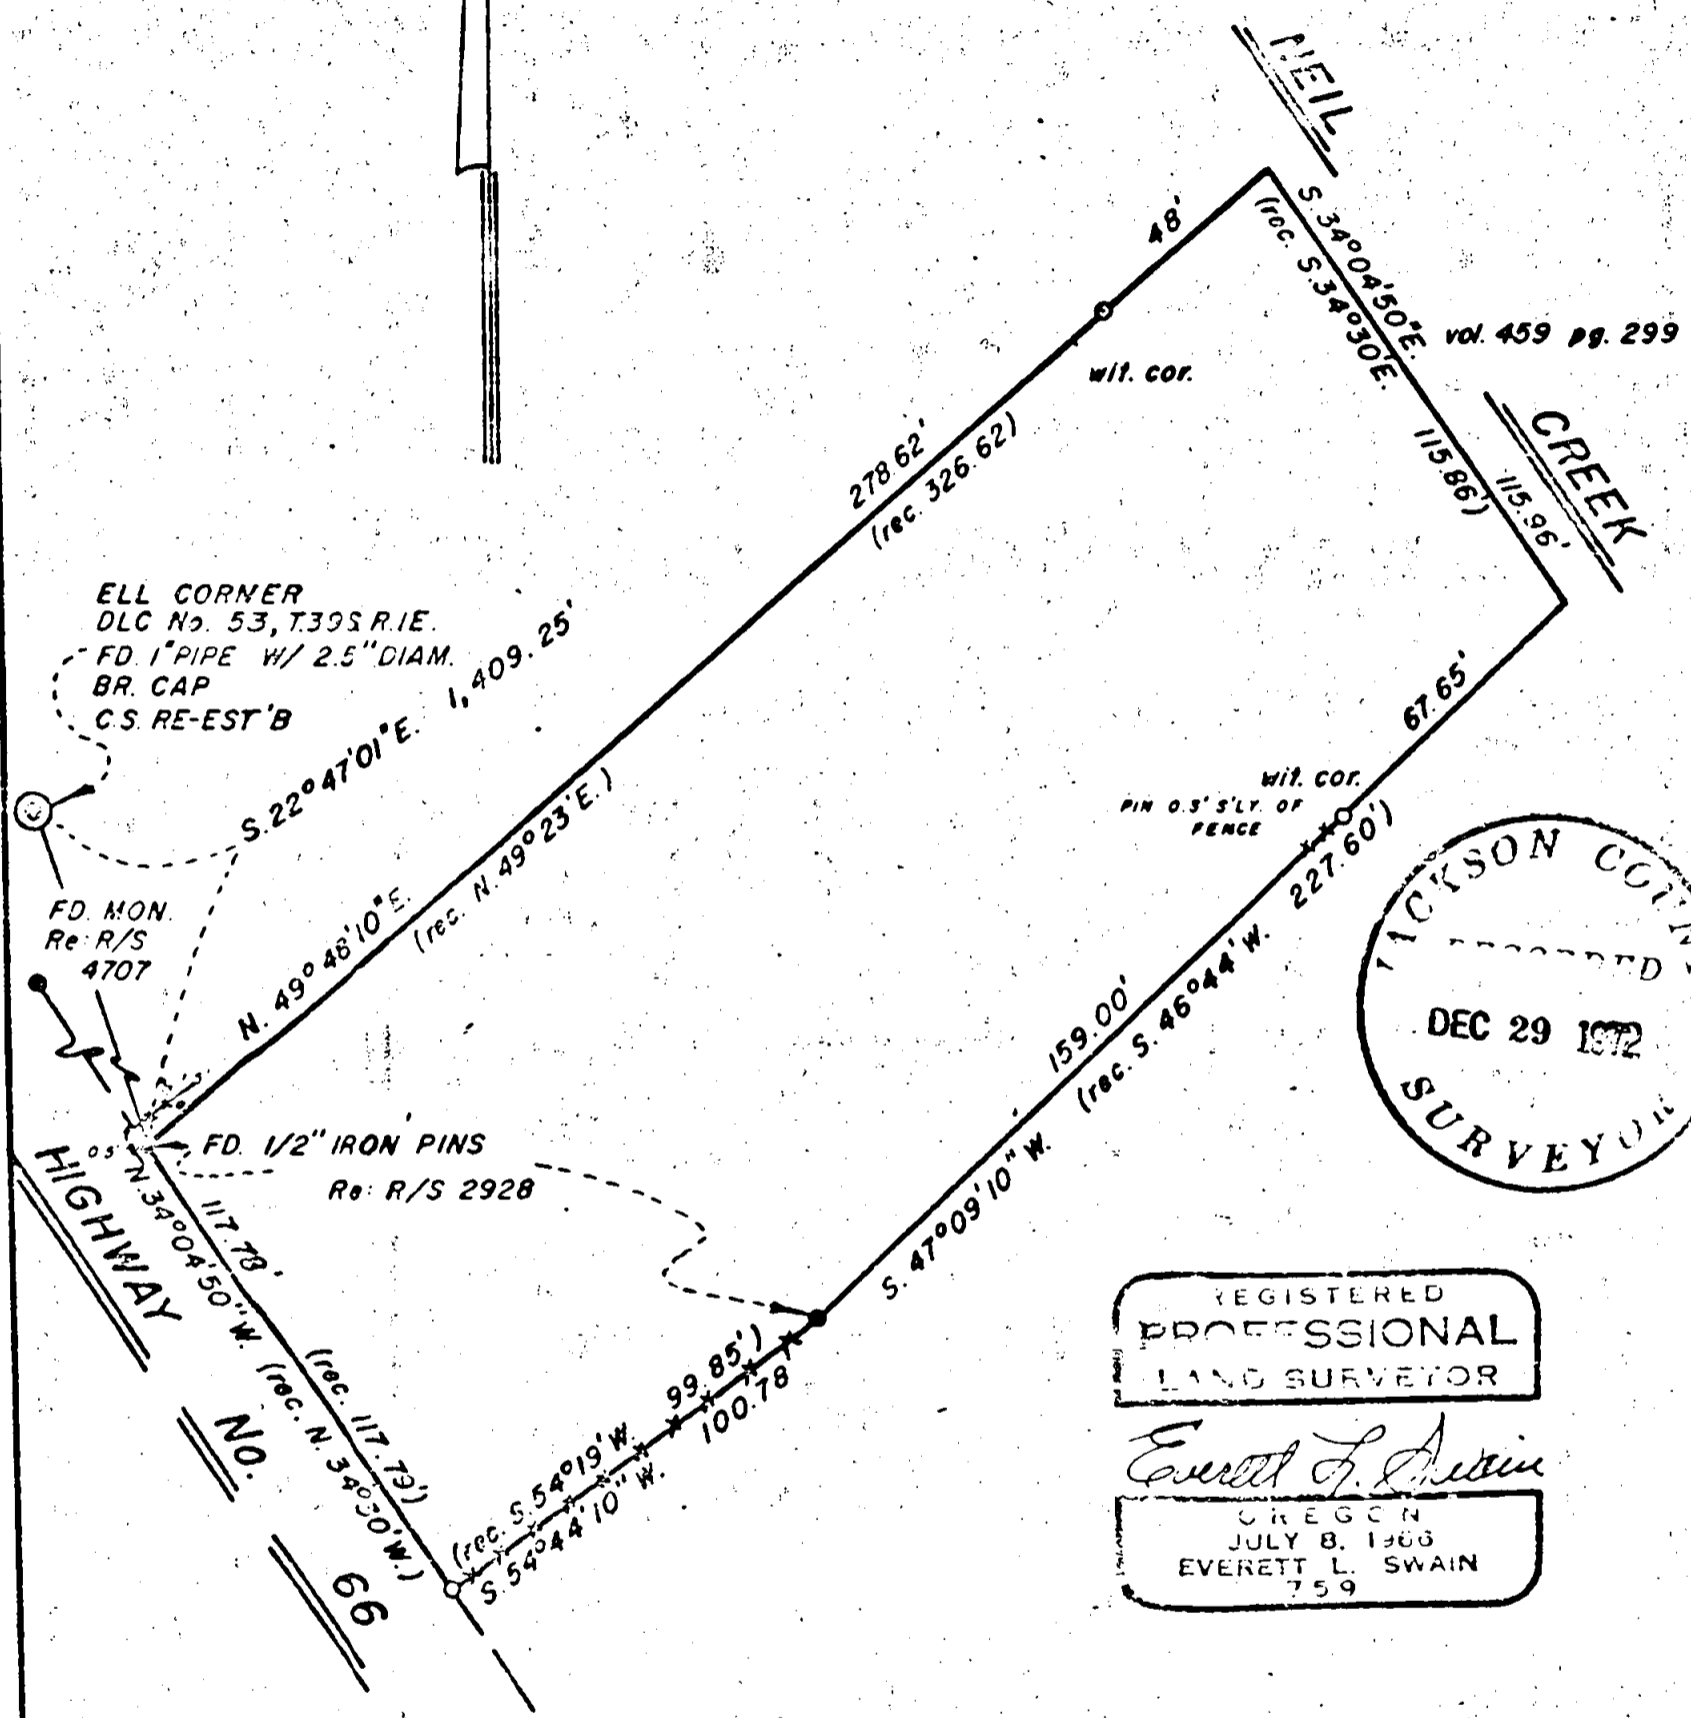 NEIL
48'
S. 34°04'50"E.
(rec. S. 34°30'E.
vol. 459 pg. 299
wit. cor.
CREEK
115.86')
115.96'
278.62'
(rec. 326.62)
ELL CORNER
DLC No. 53, T.39S R.1E.
FD. 1" PIPE W/ 2.5" DIAM.
BR. CAP
C.S. RE-EST'B
S. 22°47'01"E. 1,409.25'
67.65'
wit. cor.
PIN 0.5' S'LY. OF
FENCE
227.60')
N. 49°48'10"E.
(rec. N. 49°23'E.)
FD. MON.
Re: R/S
4707
159.00'
(rec. S. 46°44'W.
S. 47°09'10"W.
JACKSON COUN
DEC 29 1972
SURVEYOR
FD. 1/2" IRON PINS
Re: R/S 2928
0.5
HIGHWAY
No.
66
117.78'
N. 34°04'50"W.
(rec. 117.79')
(rec. N. 34°30'W.)
99.85')
100.78
(rec. S. 54°19'W.
S. 54°44'10"W.
REGISTERED
PROFESSIONAL
LAND SURVEYOR
Everett L. Swain
OREGON
JULY 8, 1966
EVERETT L. SWAIN
759